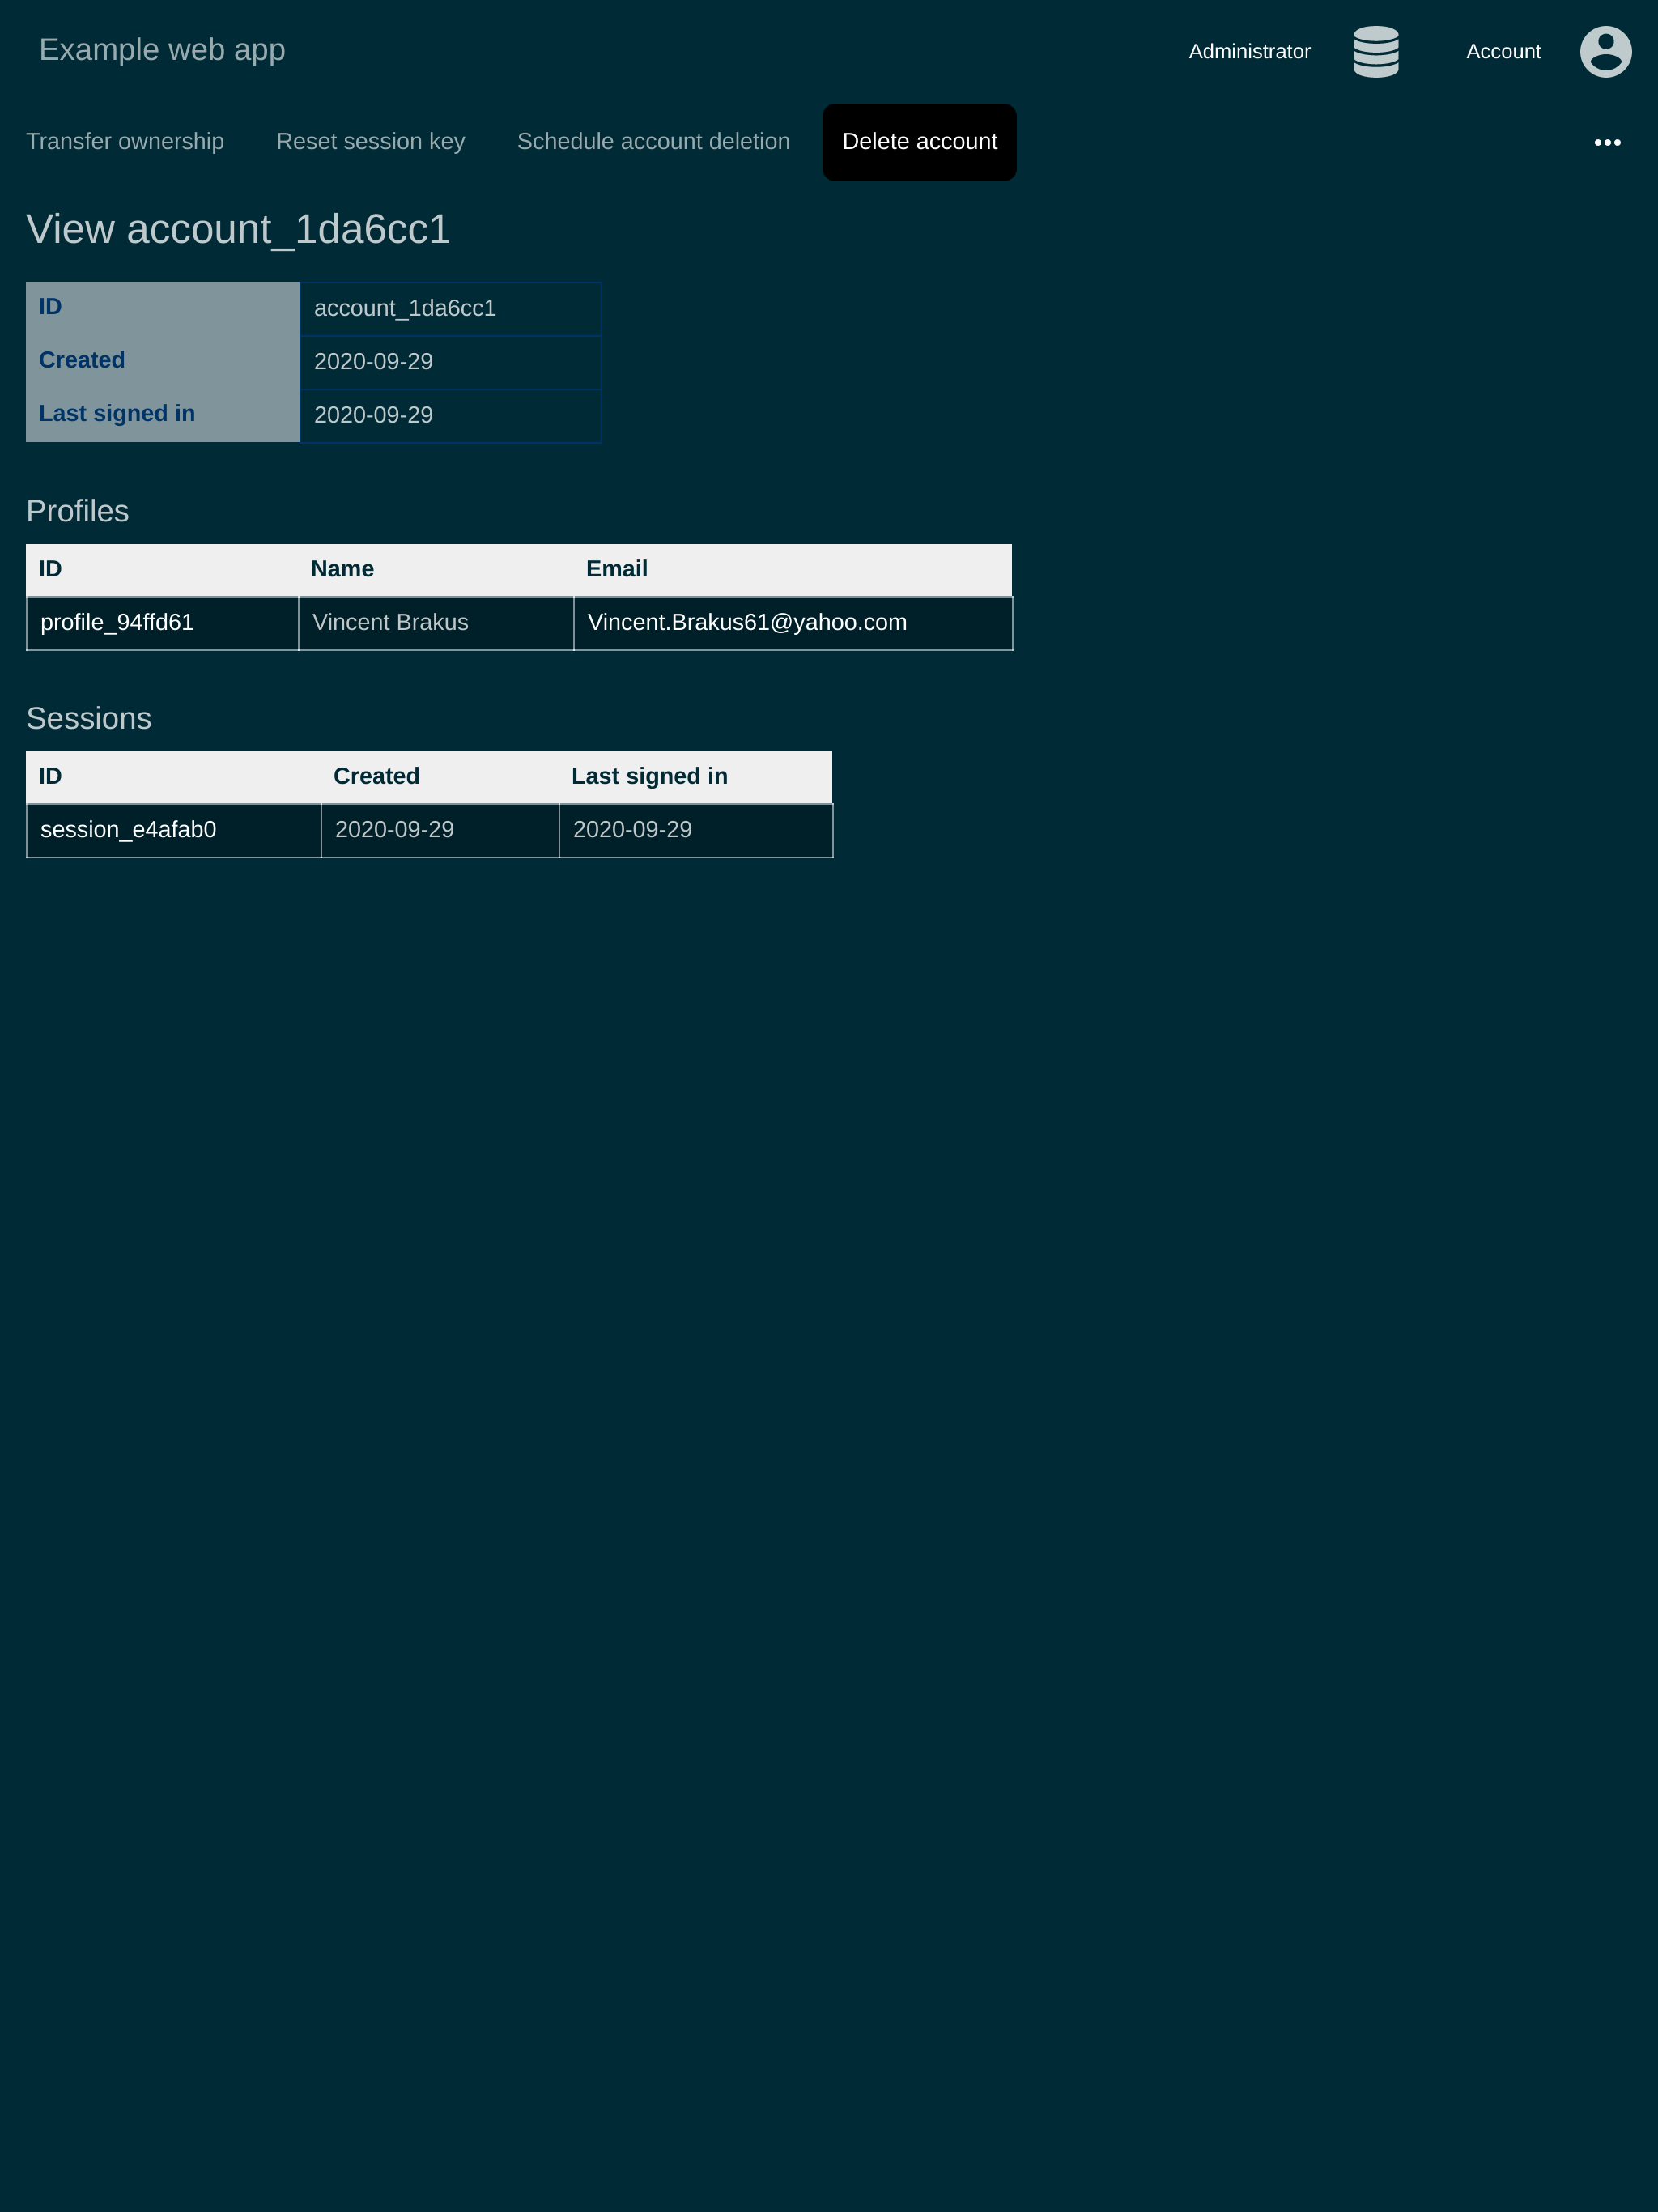 Example web app Administrator Account
Transfer ownership Reset session key Schedule account deletion Delete account •••
View account_1da6cc1
ID account_1da6cc1
Created 2020-09-29
Last signed in 2020-09-29
Profiles
ID Name Email
profile_94ffd61 Vincent Brakus Vincent.Brakus61@yahoo.com
Sessions
ID Created Last signed in
session_e4afab0 2020-09-29 2020-09-29